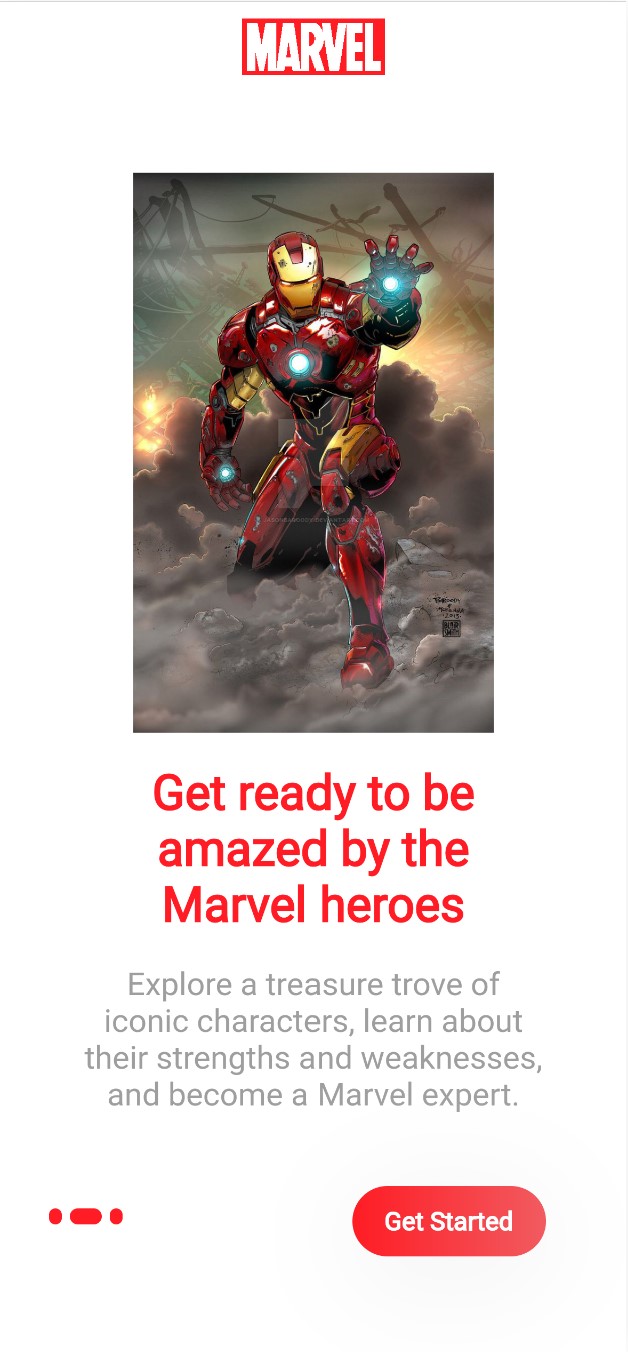 MARVEL
Get ready to be
amazed by the
Marvel heroes
Explore a treasure trove of
iconic characters, learn about
their strengths and weaknesses,
and become a Marvel expert.
Get Started